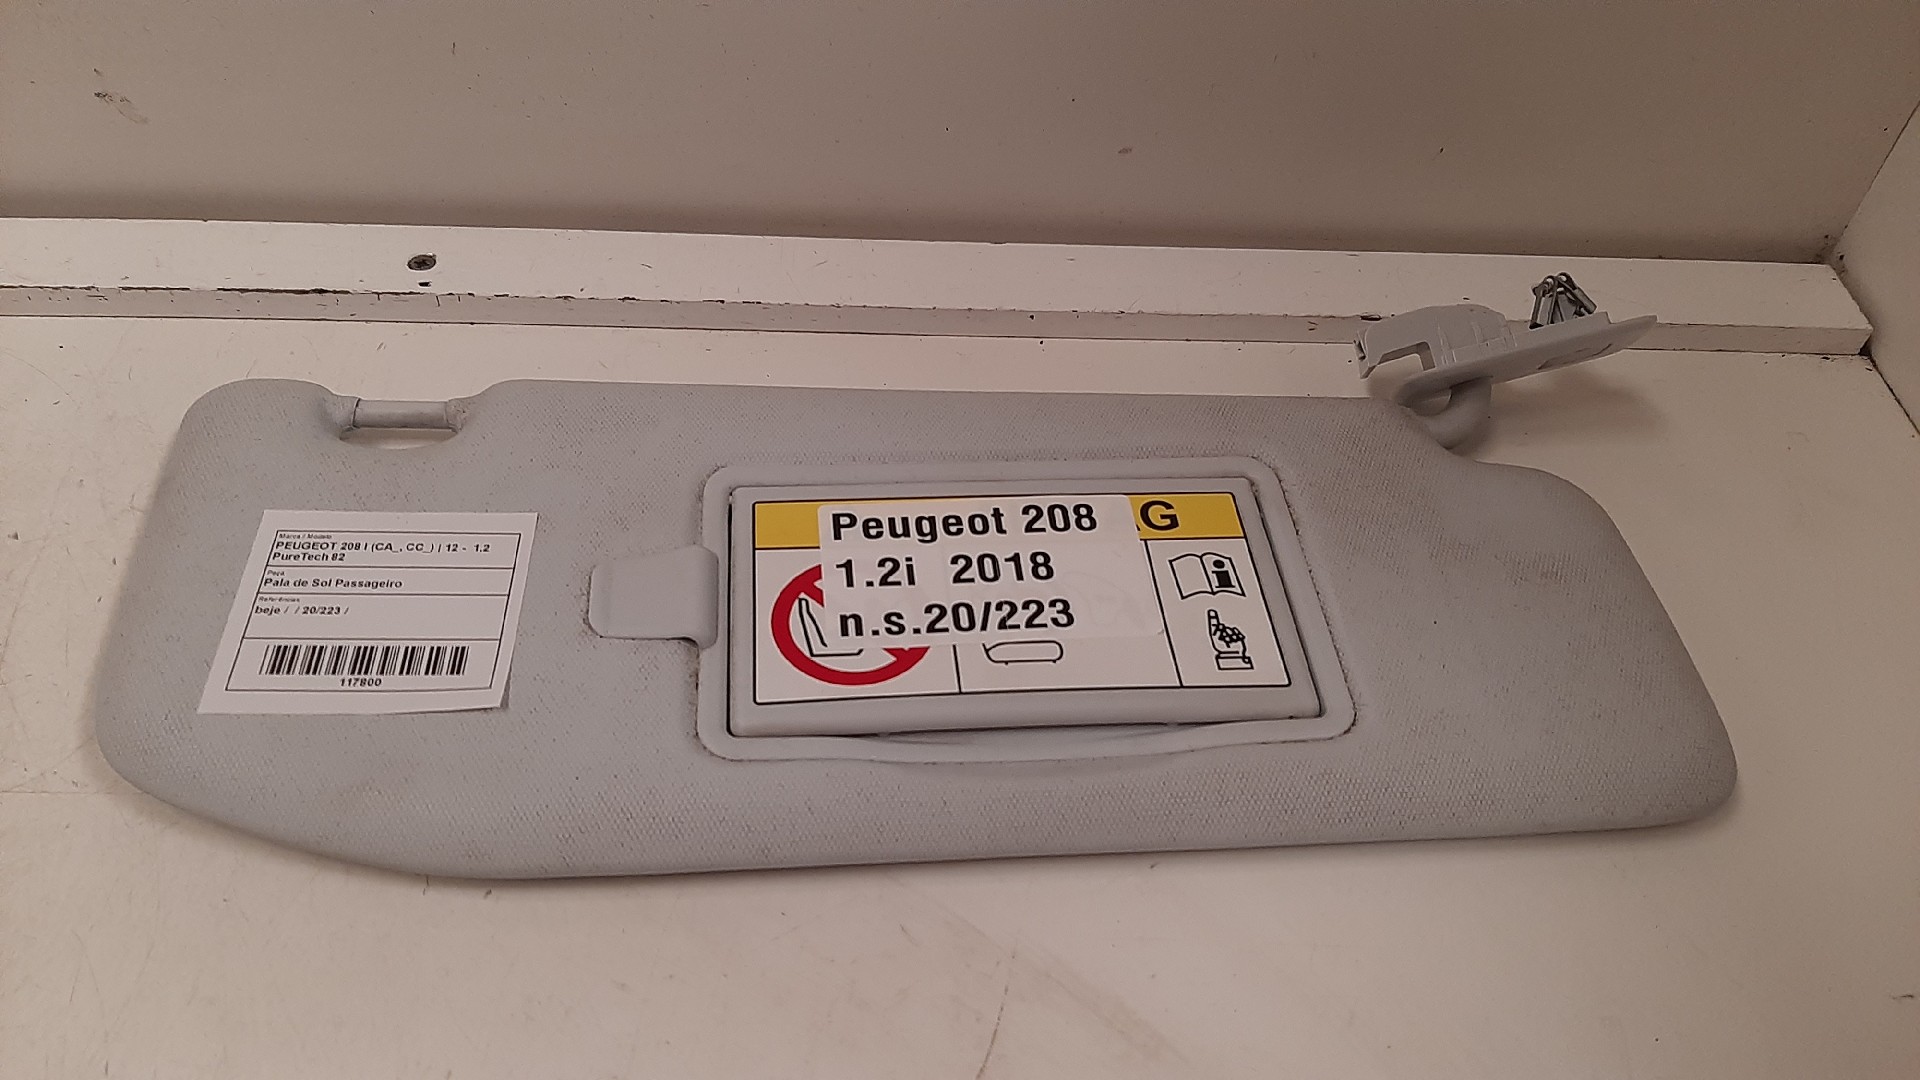 Marca / Modelo
PEUGEOT 208 I (CA_, CC_) | 12 - 1.2
PureTech 82
Peça
Pala de Sol Passageiro
Referências
beje / / 20/223 /
117800
Peugeot 208
1.2i 2018
n.s.20/223
G
i